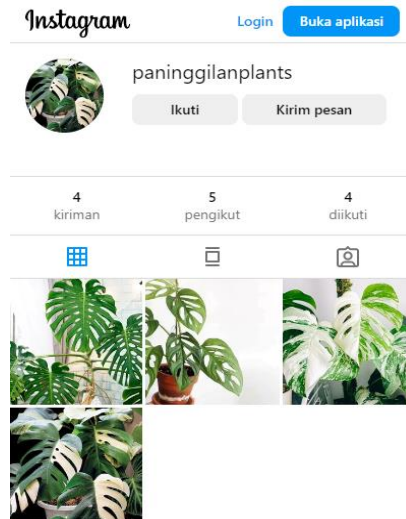 Instagram
Login
Buka aplikasi
paninggilanplants
Ikuti
Kirim pesan
4
kiriman
5
pengikut
4
diikuti